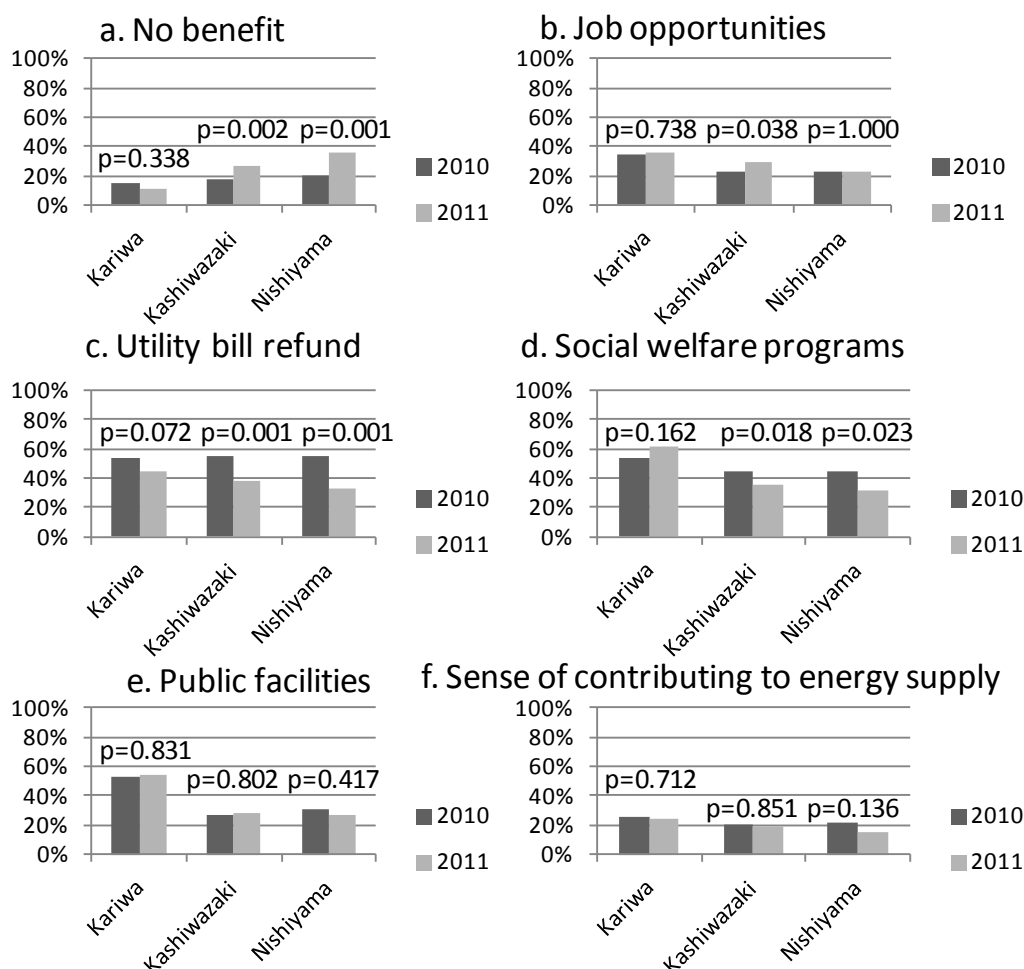 a. No benefit
100%
80%
60%
40%
20%
0%
p=0.338
p=0.002
p=0.001
Kariwa
Kashiwazaki
Nishiyama
2010
2011
b. Job opportunities
100%
80%
60%
40%
20%
0%
p=0.738
p=0.038
p=1.000
Kariwa
Kashiwazaki
Nishiyama
2010
2011
c. Utility bill refund
100%
80%
60%
40%
20%
0%
p=0.072
p=0.001
p=0.001
Kariwa
Kashiwazaki
Nishiyama
2010
2011
d. Social welfare programs
100%
80%
60%
40%
20%
0%
p=0.162
p=0.018
p=0.023
Kariwa
Kashiwazaki
Nishiyama
2010
2011
e. Public facilities
100%
80%
60%
40%
20%
0%
p=0.831
p=0.802
p=0.417
Kariwa
Kashiwazaki
Nishiyama
2010
2011
f. Sense of contributing to energy supply
100%
80%
60%
40%
20%
0%
p=0.712
p=0.851
p=0.136
Kariwa
Kashiwazaki
Nishiyama
2010
2011